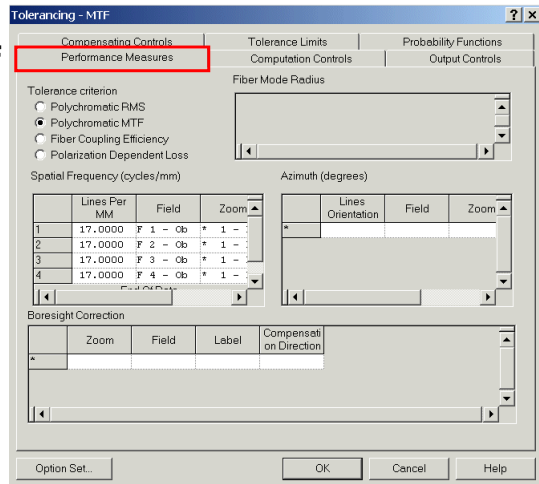 Tolerancing - MTF
Compensating Controls Tolerance Limits Probability Functions
Performance Measures Computation Controls Output Controls
Tolerance criterion
Polychromatic RMS
Polychromatic MTF
Fiber Coupling Efficiency
Polarization Dependent Loss
Fiber Mode Radius
Spatial Frequency (cycles/mm)
Lines Per MM Field Zoom
1 17.0000 F 1 - Ob * 1 -
2 17.0000 F 2 - Ob * 1 -
3 17.0000 F 3 - Ob * 1 -
4 17.0000 F 4 - Ob * 1 -
Azimuth (degrees)
Lines Orientation Field Zoom
*
Boresight Correction
Zoom Field Label Compensati on Direction
*
Option Set... OK Cancel Help